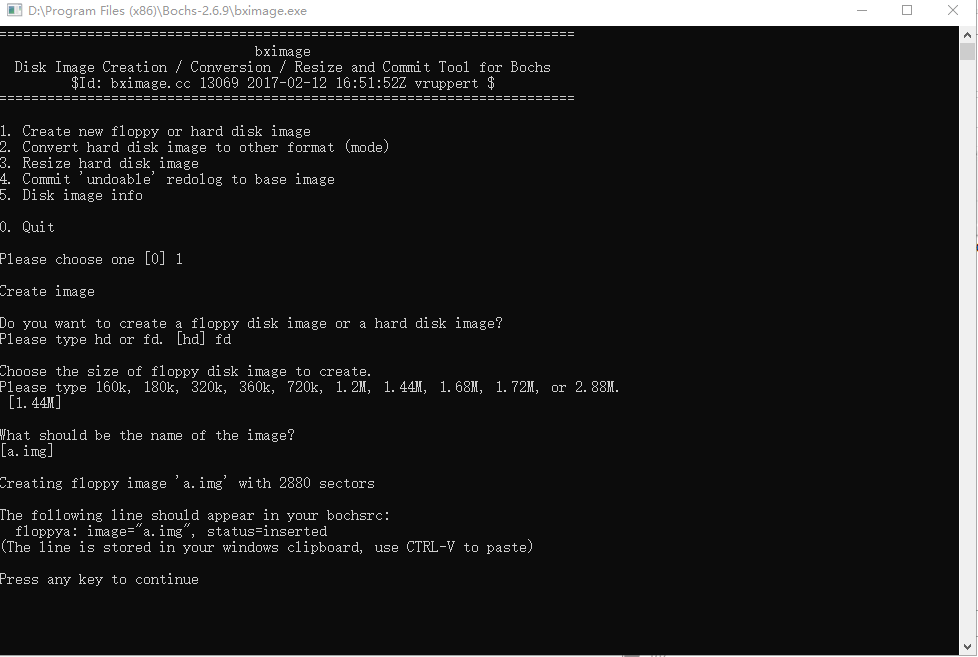 D:\Program Files (x86)\Bochs-2.6.9\bximage.exe
========================================================================
bximage
Disk Image Creation / Conversion / Resize and Commit Tool for Bochs
$Id: bximage.cc 13069 2017-02-12 16:51:52Z vruppert $
========================================================================
1. Create new floppy or hard disk image
2. Convert hard disk image to other format (mode)
3. Resize hard disk image
4. Commit 'undoable' redolog to base image
5. Disk image info
0. Quit
Please choose one [0] 1
Create image
Do you want to create a floppy disk image or a hard disk image?
Please type hd or fd. [hd] fd
Choose the size of floppy disk image to create.
Please type 160k, 180k, 320k, 360k, 720k, 1.2M, 1.44M, 1.68M, 1.72M, or 2.88M.
[1.44M]
What should be the name of the image?
[a.img]
Creating floppy image 'a.img' with 2880 sectors
The following line should appear in your bochsrc:
floppya: image="a.img", status=inserted
(The line is stored in your windows clipboard, use CTRL-V to paste)
Press any key to continue